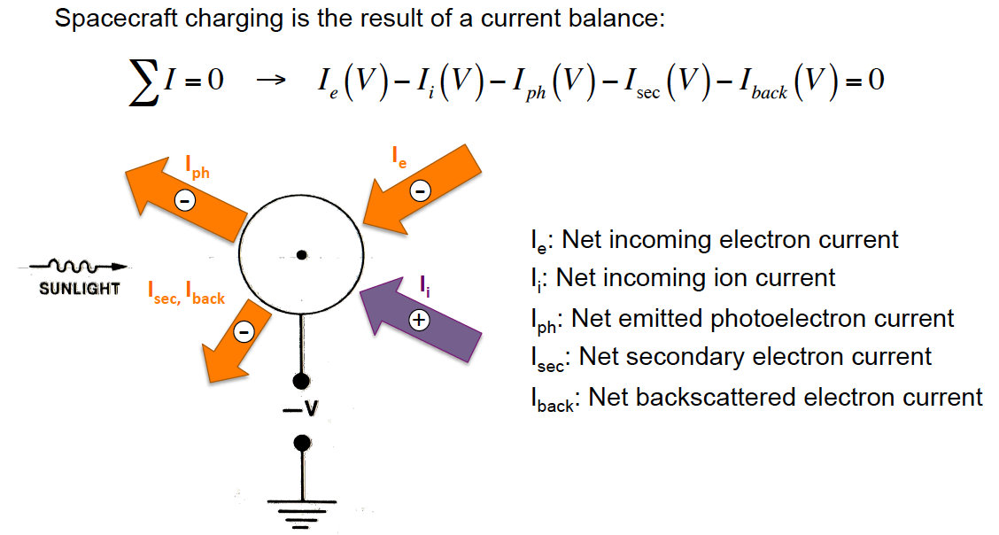 Spacecraft charging is the result of a current balance:
∑I = 0 → I_e(V) − I_i(V) − I_ph(V) − I_sec(V) − I_back(V) = 0
I_ph
I_e
−
−
I_e: Net incoming electron current
SUNLIGHT
I_sec, I_back
I_i
I_i: Net incoming ion current
−
+
I_ph: Net emitted photoelectron current
I_sec: Net secondary electron current
I_back: Net backscattered electron current
−V